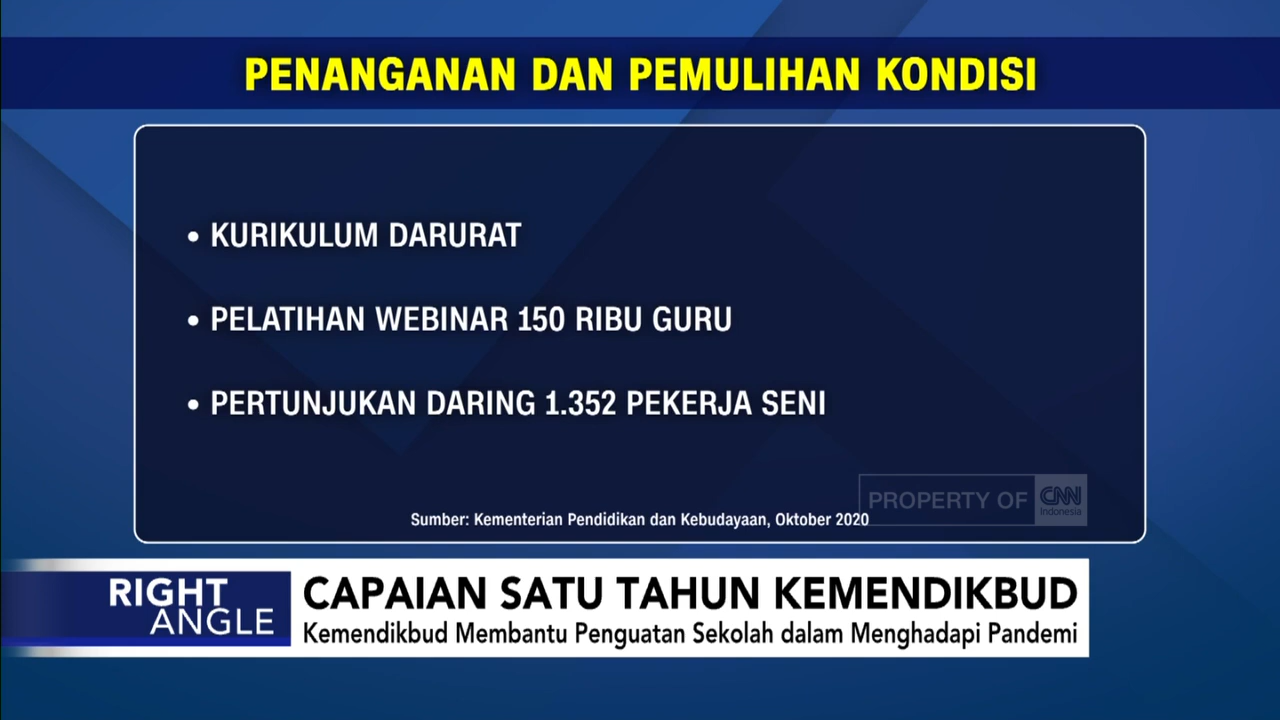 PENANGANAN DAN PEMULIHAN KONDISI
• KURIKULUM DARURAT
• PELATIHAN WEBINAR 150 RIBU GURU
• PERTUNJUKAN DARING 1.352 PEKERJA SENI
PROPERTY OF CNN Indonesia
Sumber: Kementerian Pendidikan dan Kebudayaan, Oktober 2020
RIGHT ANGLE
CAPAIAN SATU TAHUN KEMENDIKBUD
Kemendikbud Membantu Penguatan Sekolah dalam Menghadapi Pandemi